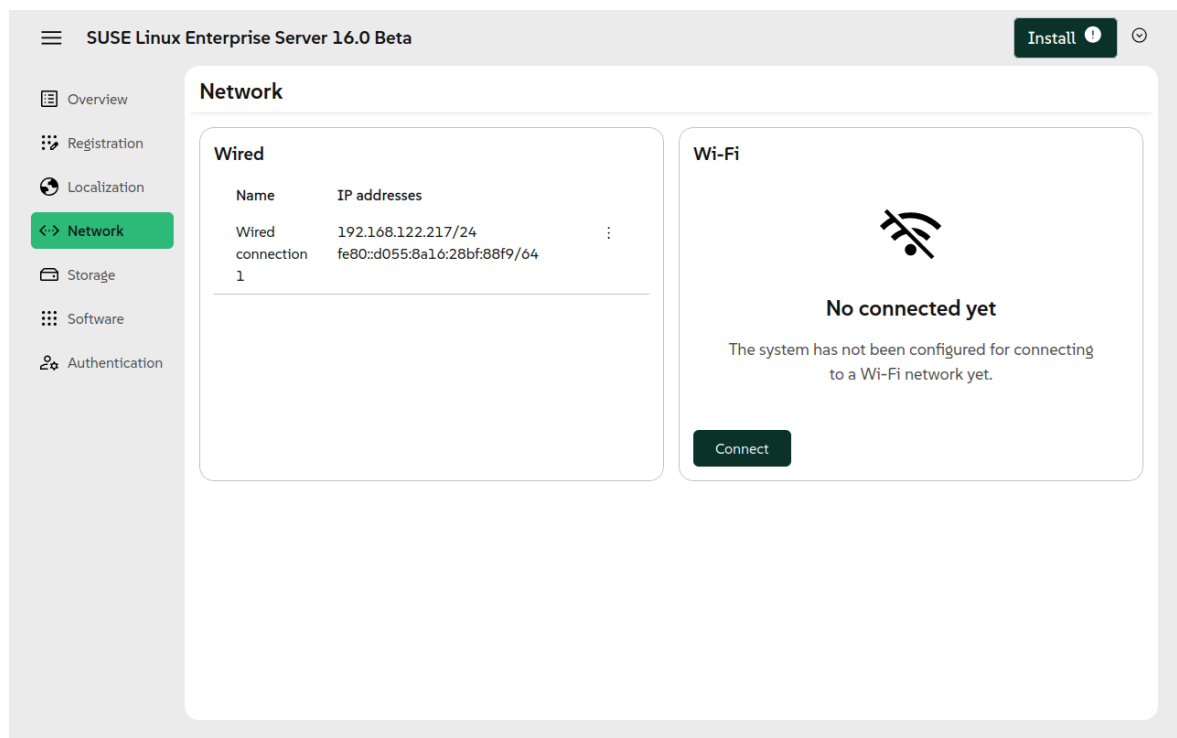 SUSE Linux Enterprise Server 16.0 Beta
Install
Overview
Registration
Localization
Network
Storage
Software
Authentication
Network
Wired
Name IP addresses
Wired 192.168.122.217/24
connection fe80::d055:8a16:28bf:88f9/64
1
Wi-Fi
No connected yet
The system has not been configured for connecting
to a Wi-Fi network yet.
Connect